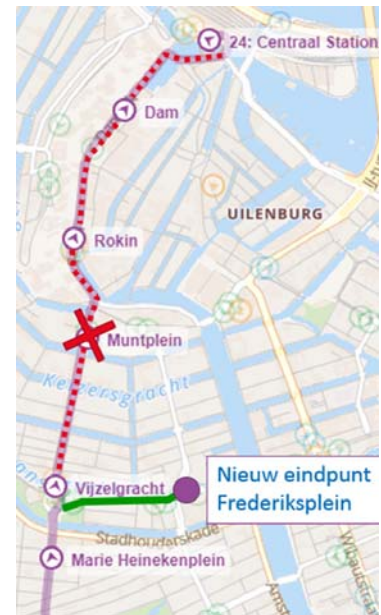 24: Centraal Station
Dam
UILENBURG
Rokin
Muntplein
Keizersgracht
Vijzelgracht
Nieuw eindpunt
Frederiksplein
Stadhouderskade
Marie Heinekenplein